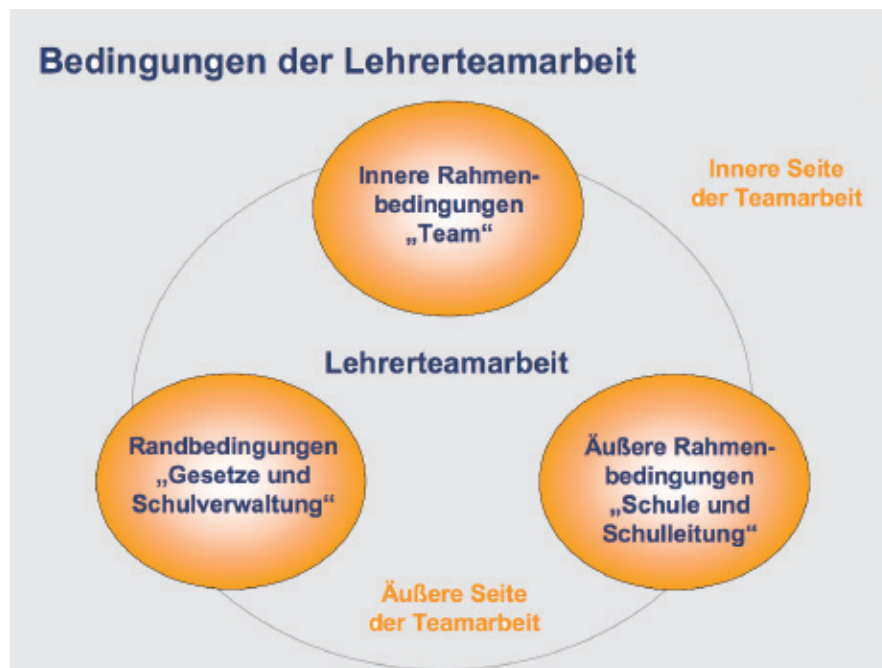 Bedingungen der Lehrerteamarbeit
Innere Rahmen-
bedingungen
„Team“
Innere Seite
der Teamarbeit
Lehrerteamarbeit
Randbedingungen
„Gesetze und
Schulverwaltung“
Äußere Rahmen-
bedingungen
„Schule und
Schulleitung“
Äußere Seite
der Teamarbeit